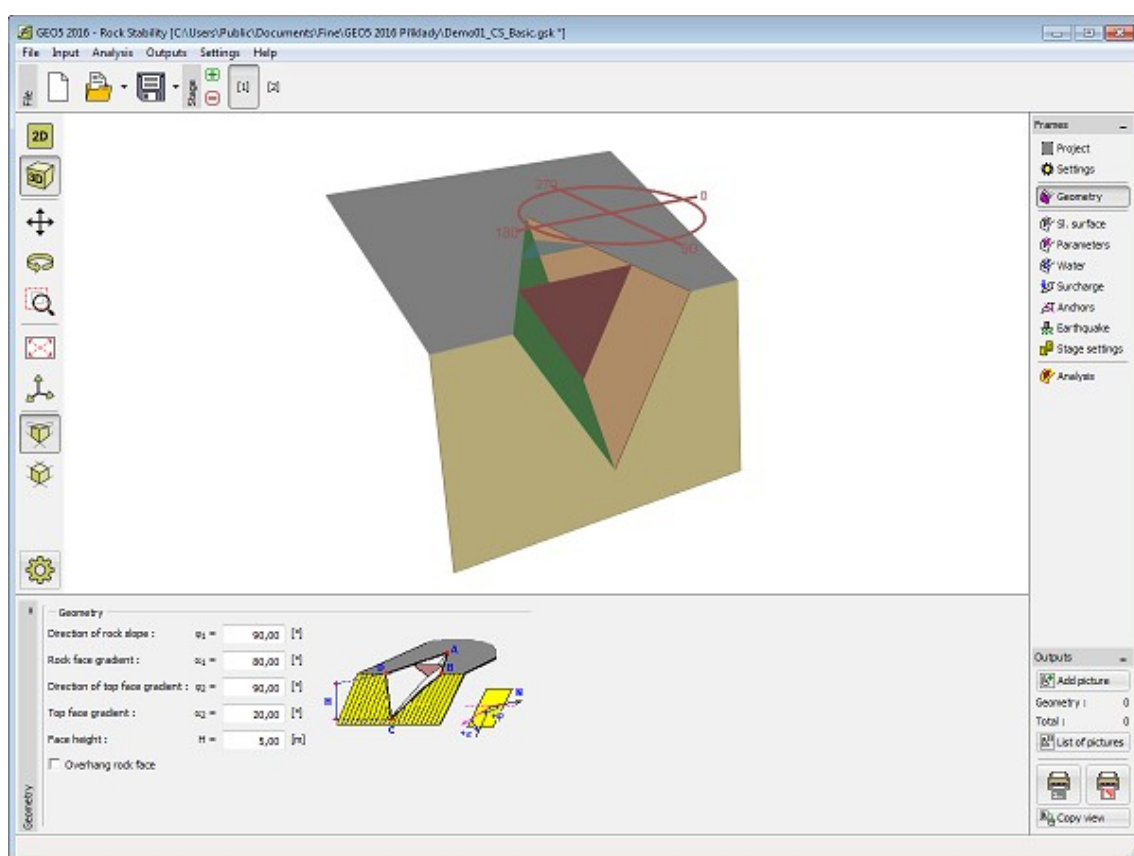 GEO5 2016 - Rock Stability [C:\Users\Public\Documents\Fine\GEO5 2016 Příklady\Demo01_CS_Basic.gsk *]
File Input Analysis Outputs Settings Help
File
Stage
[1] [2]
2D
3D
270
0
180
90
Frames
Project
Settings
Geometry
Sl. surface
Parameters
Water
Surcharge
Anchors
Earthquake
Stage settings
Analysis
Geometry
Geometry
Direction of rock slope : φ1 = 90,00 [°]
Rock face gradient : α1 = 80,00 [°]
Direction of top face gradient : φ2 = 90,00 [°]
Top face gradient : α2 = 20,00 [°]
Face height : H = 5,00 [m]
Overhang rock face
A
D
B
H
C
N
Outputs
Add picture
Geometry : 0
Total : 0
List of pictures
Copy view